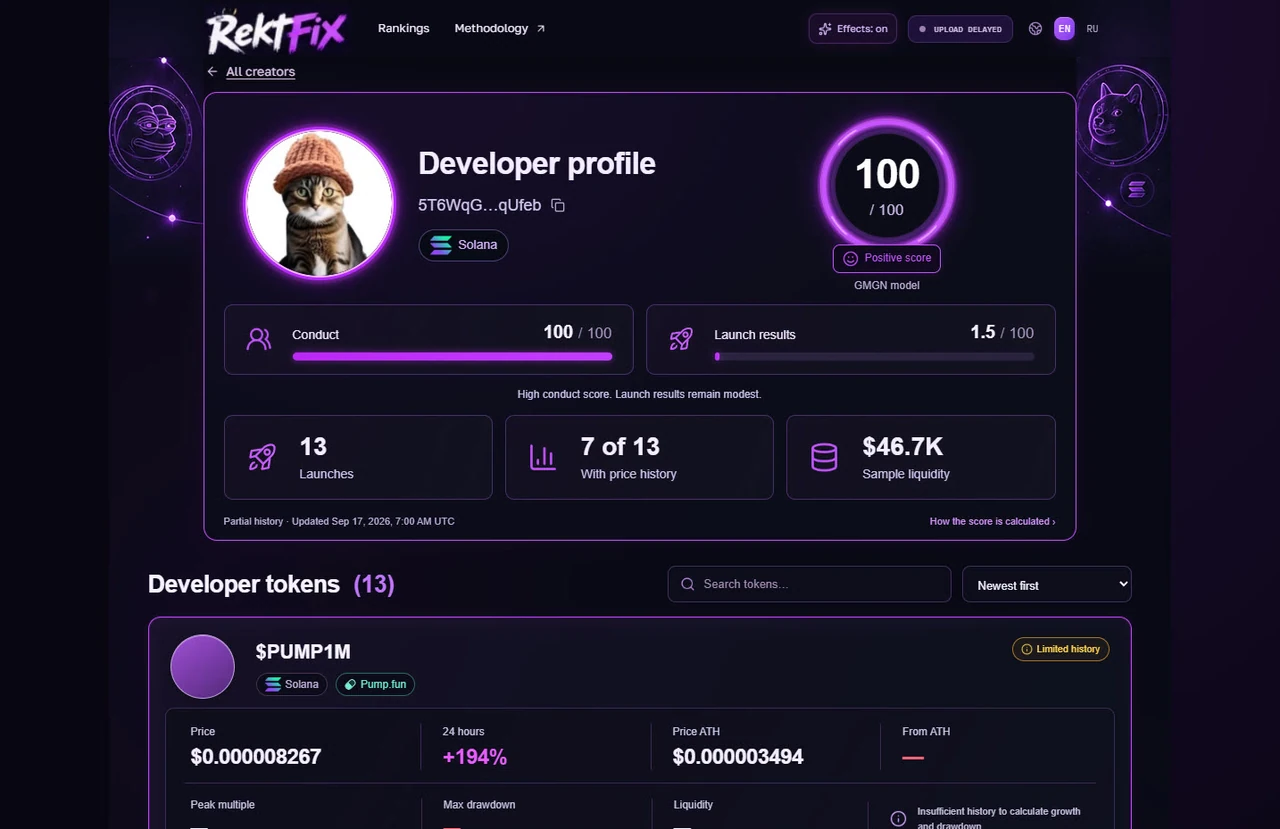 RektFix
Rankings
Methodology
Effects: on
UPLOAD DELAYED
EN
RU
All creators
Developer profile
5T6WqG…qUfeb
Solana
100
/ 100
Positive score
GMGN model
Conduct
100 / 100
Launch results
1.5 / 100
High conduct score. Launch results remain modest.
13
Launches
7 of 13
With price history
$46.7K
Sample liquidity
Partial history · Updated Sep 17, 2026, 7:00 AM UTC
How the score is calculated ›
Developer tokens (13)
Search tokens...
Newest first
$PUMP1M
Solana
Pump.fun
Limited history
Price
$0.000008267
24 hours
+194%
Price ATH
$0.000003494
From ATH
—
Peak multiple
Max drawdown
Liquidity
Insufficient history to calculate growth
and drawdown